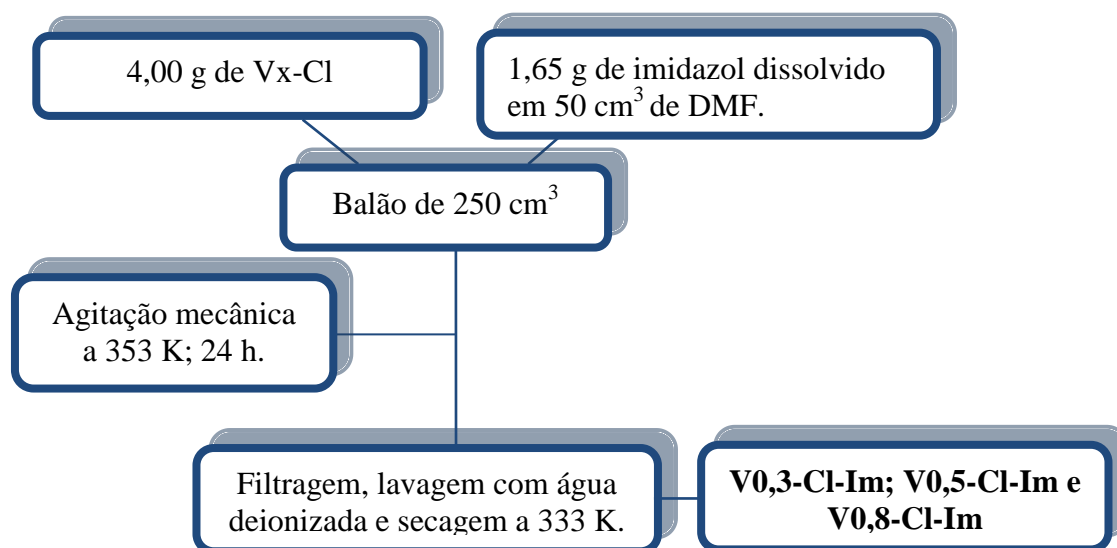 4,00 g de Vx-Cl
1,65 g de imidazol dissolvido
em 50 cm³ de DMF.
Balão de 250 cm³
Agitação mecânica
a 353 K; 24 h.
Filtragem, lavagem com água
deionizada e secagem a 333 K.
V0,3-Cl-Im; V0,5-Cl-Im e
V0,8-Cl-Im